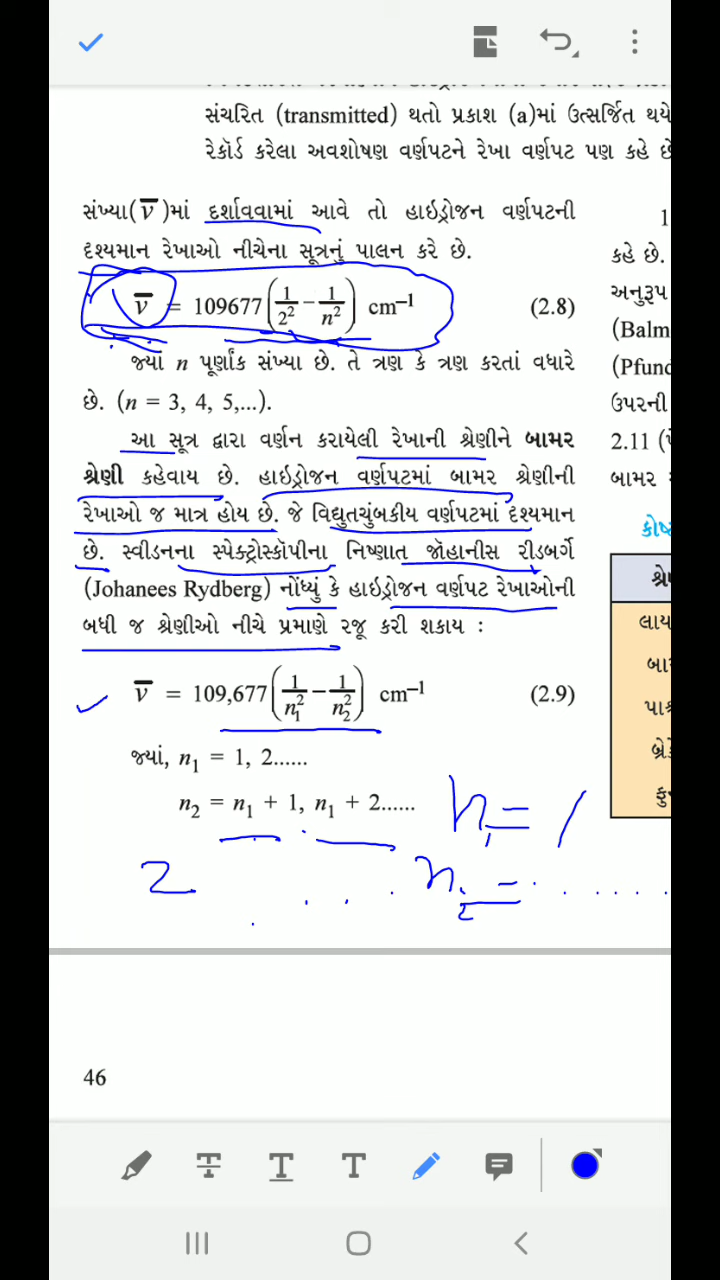 સંચરિત (transmitted) થતો પ્રકાશ (a)માં ઉત્સર્જિત થયે
રેકૉર્ડ કરેલા અવશોષણ વર્ણપટને રેખા વર્ણપટ પણ કહે છે
સંખ્યા(ν̅)માં દર્શાવવામાં આવે તો હાઇડ્રોજન વર્ણપટની
દૃશ્યમાન રેખાઓ નીચેના સૂત્રનું પાલન કરે છે.
ν̅ = 109677(1/2² − 1/n²) cm⁻¹ (2.8)
જ્યાં n પૂર્ણાંક સંખ્યા છે. તે ત્રણ કે ત્રણ કરતાં વધારે
છે. (n = 3, 4, 5,...).
આ સૂત્ર દ્વારા વર્ણન કરાયેલી રેખાની શ્રેણીને બામર
શ્રેણી કહેવાય છે. હાઇડ્રોજન વર્ણપટમાં બામર શ્રેણીની
રેખાઓ જ માત્ર હોય છે. જે વિદ્યુતચુંબકીય વર્ણપટમાં દૃશ્યમાન
છે. સ્વીડનના સ્પેક્ટ્રોસ્કૉપીના નિષ્ણાત જૉહાનીસ રીડબર્ગે
(Johanees Rydberg) નોંધ્યું કે હાઇડ્રોજન વર્ણપટ રેખાઓની
બધી જ શ્રેણીઓ નીચે પ્રમાણે રજૂ કરી શકાય :
ν̅ = 109,677(1/n₁² − 1/n₂²) cm⁻¹ (2.9)
જ્યાં, n₁ = 1, 2......
n₂ = n₁ + 1, n₁ + 2......
n₁ = 1
2 n₂ =
46
1
કહે છે.
અનુરૂપ
(Balm
(Pfund
ઉપરની
2.11 (
બામર
કોષ્
શ્રે
લાય
બા
પાશ્
બ્રેકે
ફુ
T T T